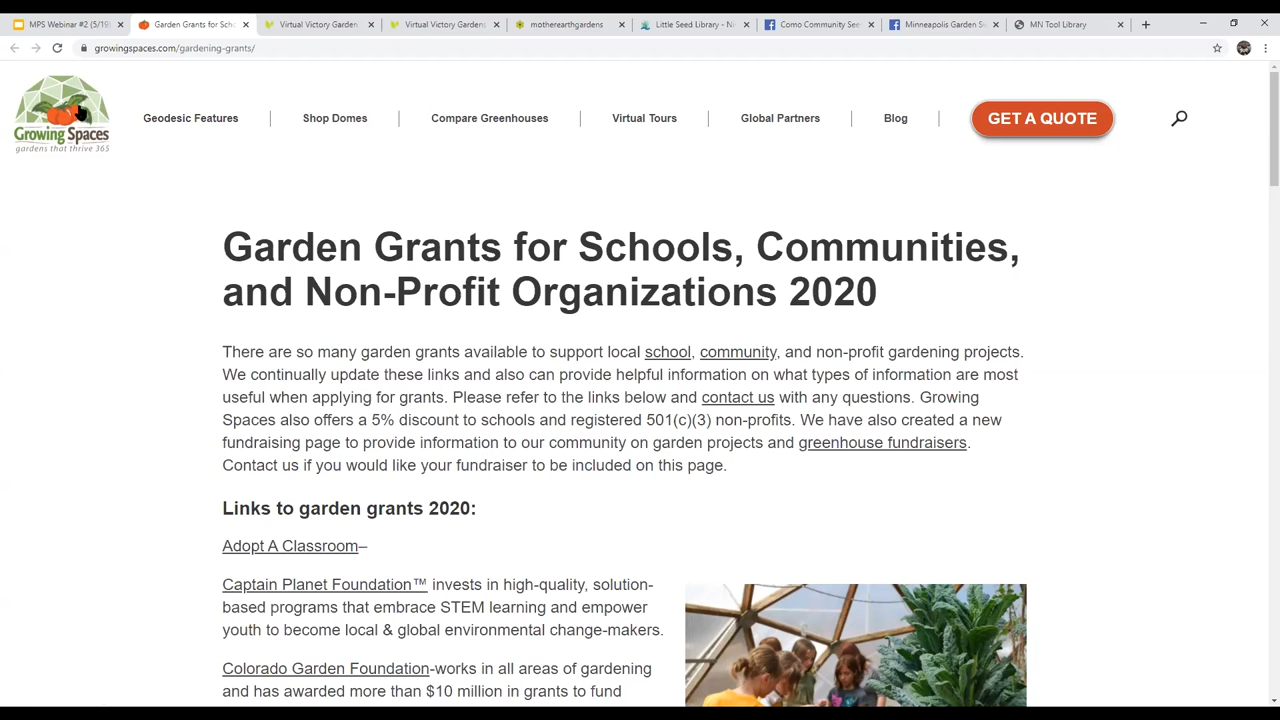 MPS Webinar #2 (5/19)
Garden Grants for Scho
Virtual Victory Garden
Virtual Victory Gardens
motherearthgardens
Little Seed Library - N
Como Community See
Minneapolis Garden S
MN Tool Library
growingspaces.com/gardening-grants/
Growing Spaces
gardens that thrive 365
Geodesic Features
Shop Domes
Compare Greenhouses
Virtual Tours
Global Partners
Blog
GET A QUOTE
Garden Grants for Schools, Communities,
and Non-Profit Organizations 2020
There are so many garden grants available to support local school, community, and non-profit gardening projects.
We continually update these links and also can provide helpful information on what types of information are most
useful when applying for grants. Please refer to the links below and contact us with any questions. Growing
Spaces also offers a 5% discount to schools and registered 501(c)(3) non-profits. We have also created a new
fundraising page to provide information to our community on garden projects and greenhouse fundraisers.
Contact us if you would like your fundraiser to be included on this page.
Links to garden grants 2020:
Adopt A Classroom–
Captain Planet Foundation™ invests in high-quality, solution-
based programs that embrace STEM learning and empower
youth to become local & global environmental change-makers.
Colorado Garden Foundation-works in all areas of gardening
and has awarded more than $10 million in grants to fund